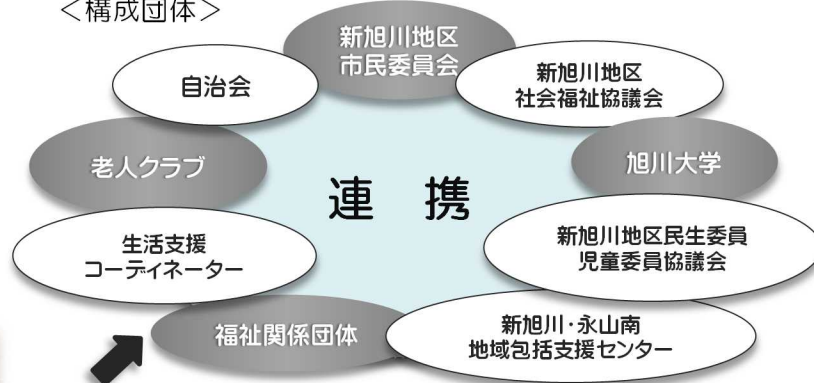 <構成団体>
新旭川地区
市民委員会
自治会
新旭川地区
社会福祉協議会
老人クラブ
旭川大学
連 携
生活支援
コーディネーター
新旭川地区民生委員
児童委員協議会
福祉関係団体
新旭川・永山南
地域包括支援センター